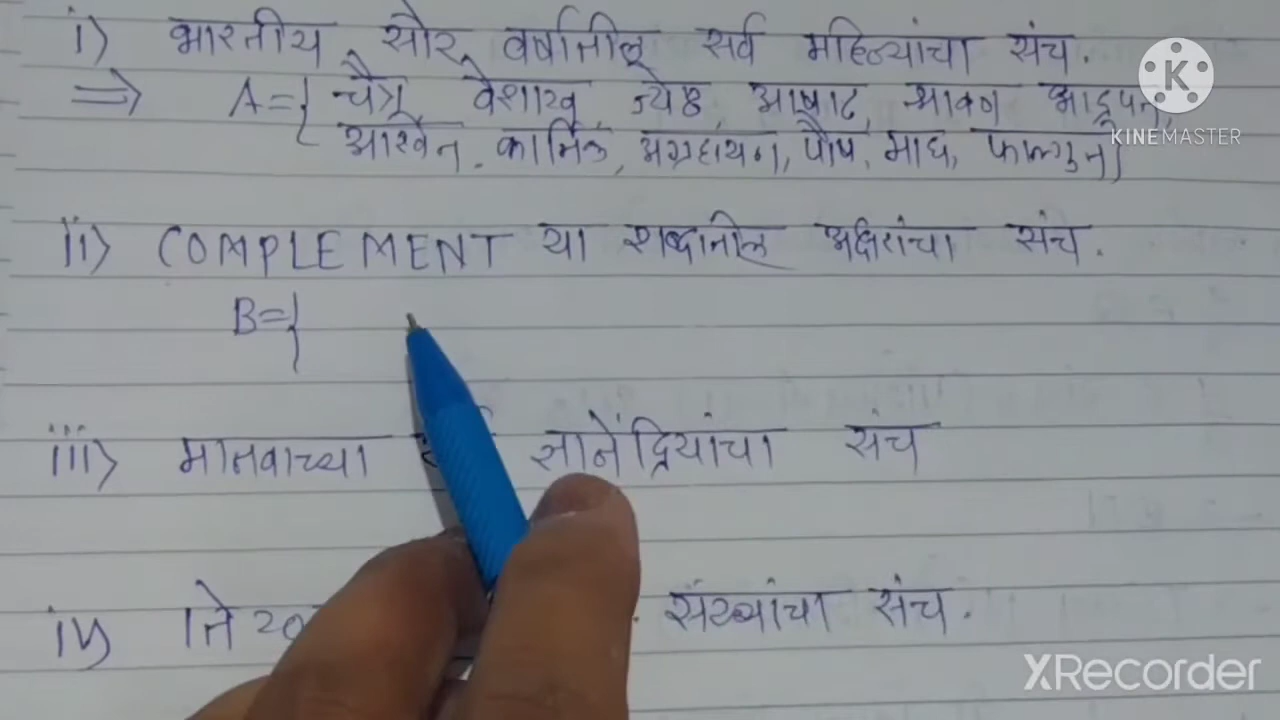 i) भारतीय सौर वर्षातील सर्व महिन्यांचा संच.
⇒ A={ चैत्र वैशाख, ज्येष्ठ, आषाढ, श्रावण भाद्रपद,
आश्वेन, कार्तिक, अग्रहायण, पौष, माघ, फाल्गुन}
ii) COMPLEMENT या शब्दातील अक्षरांचा संच.
B={
iii) मानवाच्या ज्ञानेंद्रियांचा संच
iv) 1 ते 20 संख्यांचा संच.
K
KINEMASTER
XRecorder